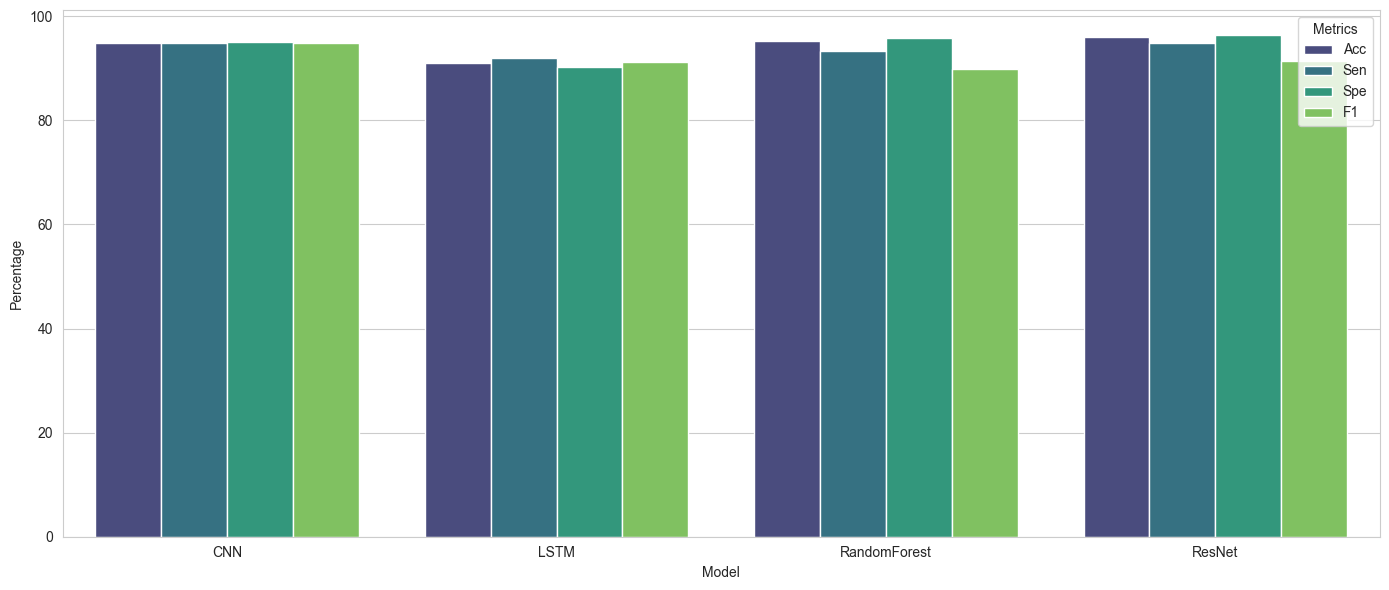 100
80
60
40
20
0
Percentage
Metrics
Acc
Sen
Spe
F1
CNN
LSTM
RandomForest
ResNet
Model